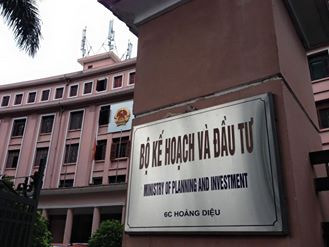 BỘ KẾ HOẠCH VÀ ĐẦU TƯ
MINISTRY OF PLANNING AND INVESTMENT
6C HOÀNG DIỆU